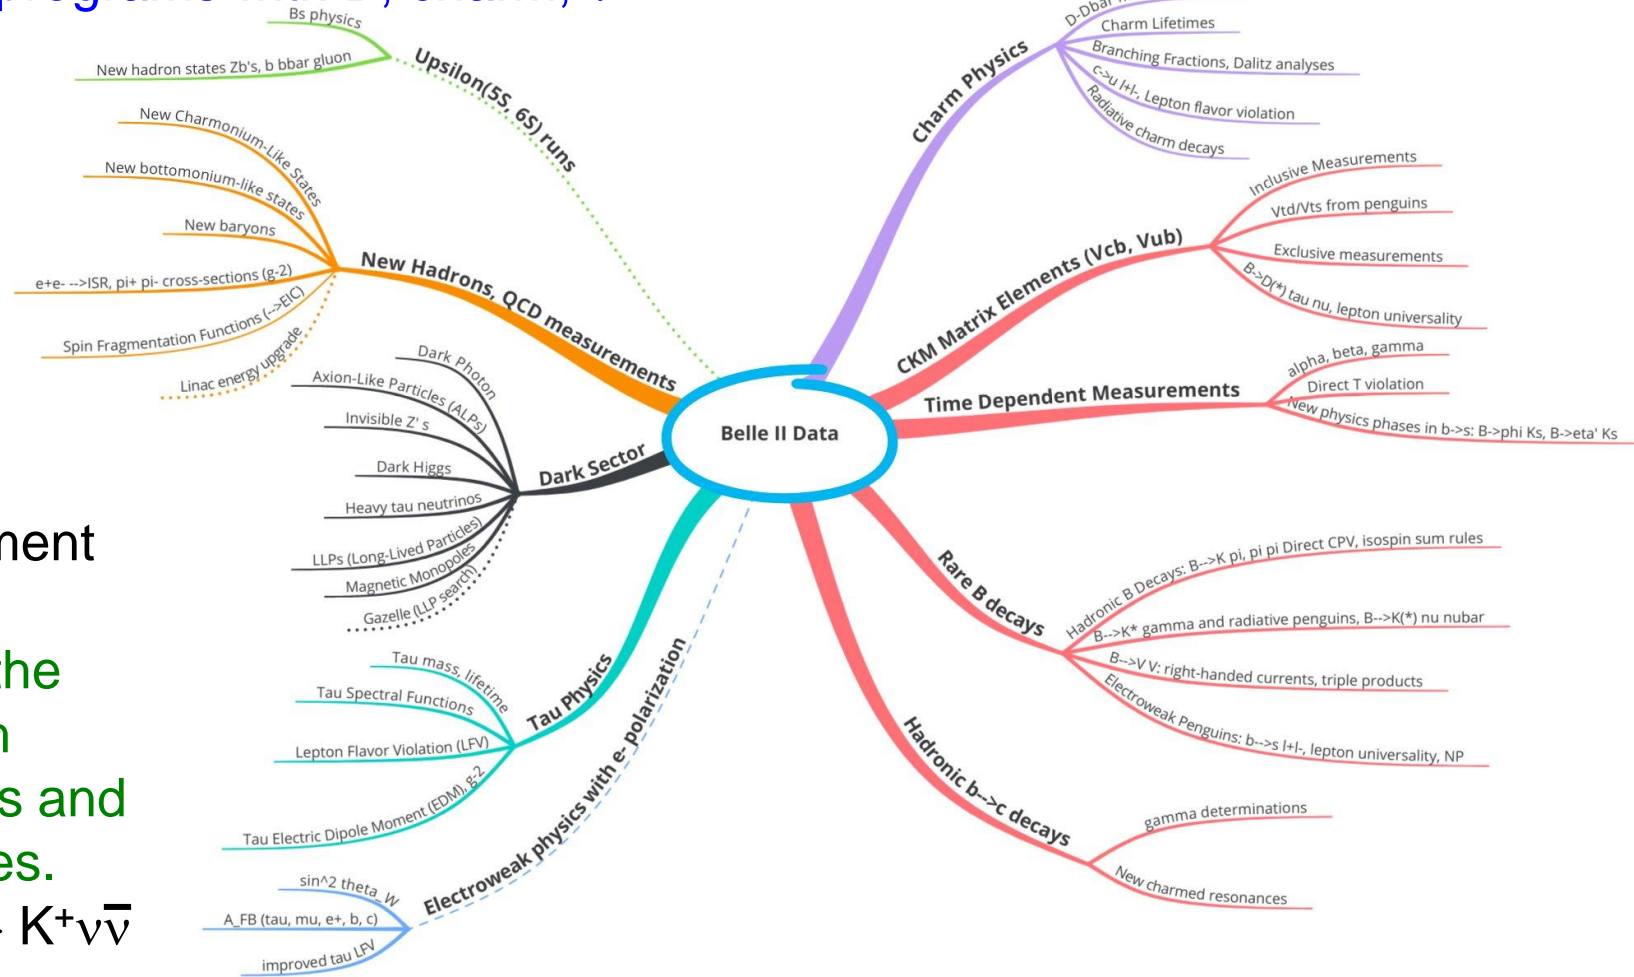 Bs physics
New hadron states Zb's, b bbar gluon
Upsilon(5S, 6S) runs
New Charmonium-Like States
New bottomonium-like states
New baryons
e+e- -->ISR, pi+ pi- cross-sections (g-2)
Spin Fragmentation Functions (-->EIC)
Linac energy upgrade
New Hadrons, QCD measurements
Dark Photon
Axion-Like Particles (ALPs)
Invisible Z' s
Dark Higgs
Heavy tau neutrinos
LLPs (Long-Lived Particles)
Magnetic Monopoles
Gazelle (LLP search)
Dark Sector
Tau mass, lifetime
Tau Spectral Functions
Lepton Flavor Violation (LFV)
Tau Electric Dipole Moment (EDM), g-2
Tau Physics
sin^2 theta_W
A_FB (tau, mu, e+, b, c)
improved tau LFV
Electroweak physics with e- polarization
Belle II Data
Charm Physics
D-Dbar
Charm Lifetimes
Branching Fractions, Dalitz analyses
c->u l+l-, Lepton flavor violation
Radiative charm decays
CKM Matrix Elements (Vcb, Vub)
Inclusive Measurements
Vtd/Vts from penguins
Exclusive measurements
B->D(*) tau nu, lepton universality
Time Dependent Measurements
alpha, beta, gamma
Direct T violation
New physics phases in b->s: B->phi Ks, B->eta' Ks
Rare B decays
Hadronic B Decays: B-->K pi, pi pi Direct CPV, isospin sum rules
B-->K* gamma and radiative penguins, B-->K(*) nu nubar
B-->V V: right-handed currents, triple products
Electroweak Penguins: b-->s l+l-, lepton universality, NP
Hadronic b-->c decays
gamma determinations
New charmed resonances
ment
the
n
s and
es.
K⁺νν̅